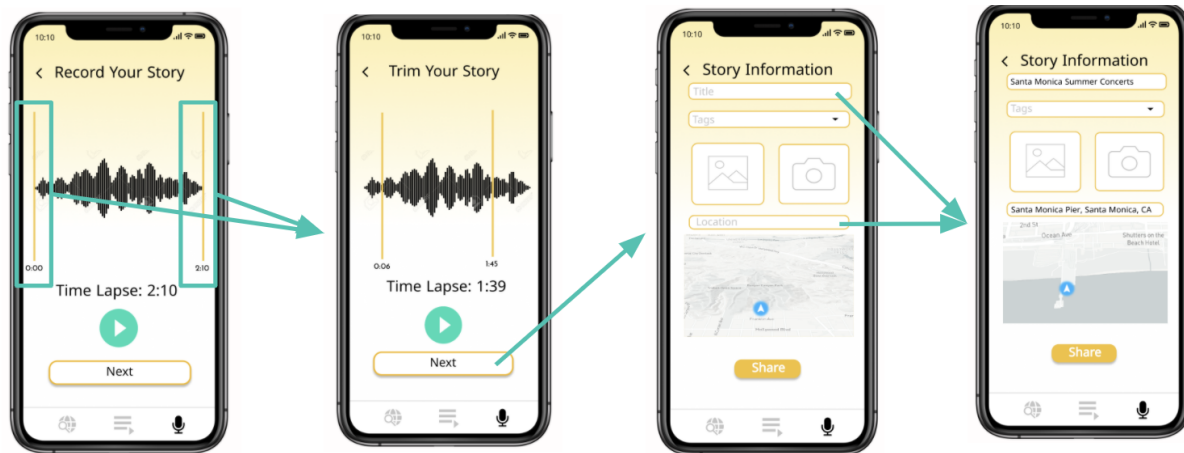 10:10
Record Your Story
0:00
2:10
Time Lapse: 2:10
Next
10:10
Trim Your Story
0:06
1:45
Time Lapse: 1:39
Next
10:10
Story Information
Title
Tags
Location
Share
10:10
Story Information
Santa Monica Summer Concerts
Tags
Santa Monica Pier, Santa Monica, CA
2nd St
Ocean Ave
Shutters on the
Beach Hotel
Share